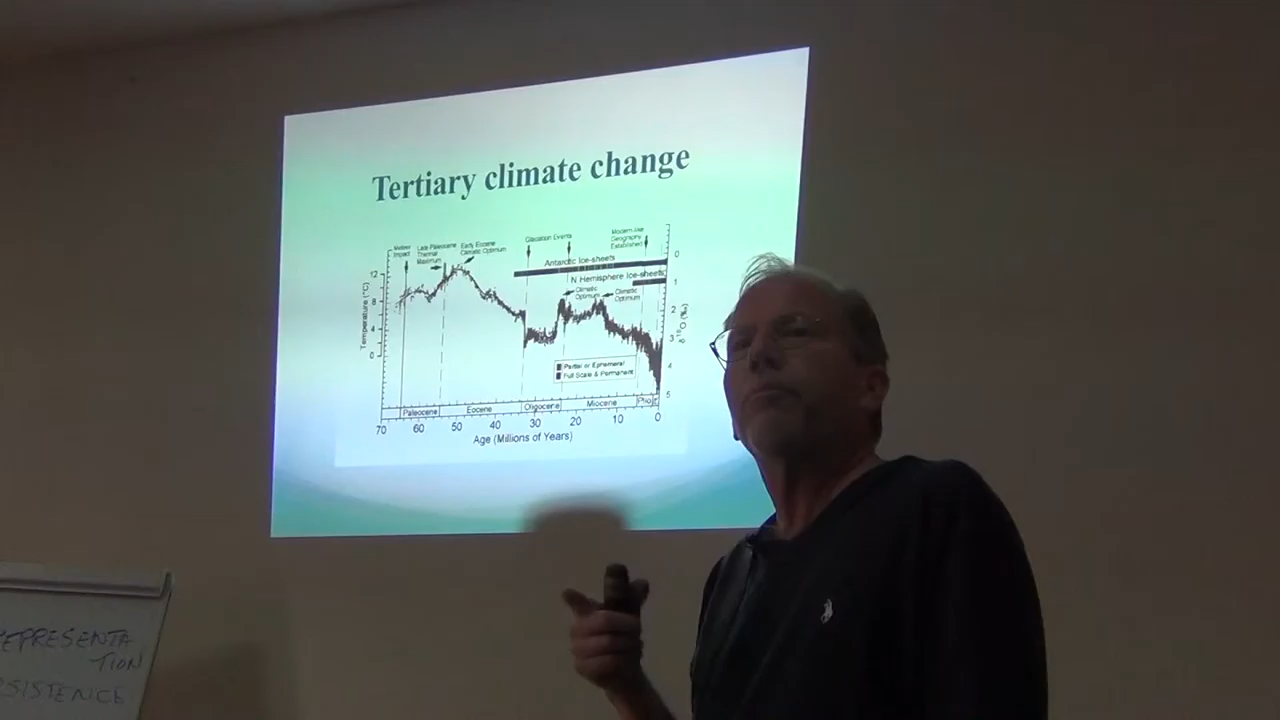 Tertiary climate change
Meteor
Impact
Late Paleocene
Thermal
Maximum
Early Eocene
Climatic Optimum
Glaciation Events
Modern-like
Geography
Established
Antarctic Ice-sheets
N Hemisphere Ice-sheets
Climatic
Optimum
Climatic
Optimum
Temperature (°C)
12
8
4
0
0
1
2
3
4
5
δ18O (‰)
Partial or Ephemeral
Full Scale & Permanent
Paleocene Eocene Oligocene Miocene Plio
70 60 50 40 30 20 10 0
Age (Millions of Years)
EPRESENTA
TION
SISTENCE